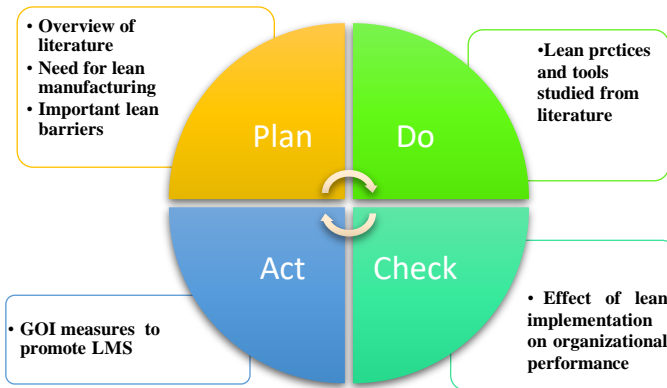 • Overview of
literature
• Need for lean
manufacturing
• Important lean
barriers
Plan
Do
•Lean prctices
and tools
studied from
literature
Act
Check
• GOI measures to
promote LMS
• Effect of lean
implementation
on organizational
performance